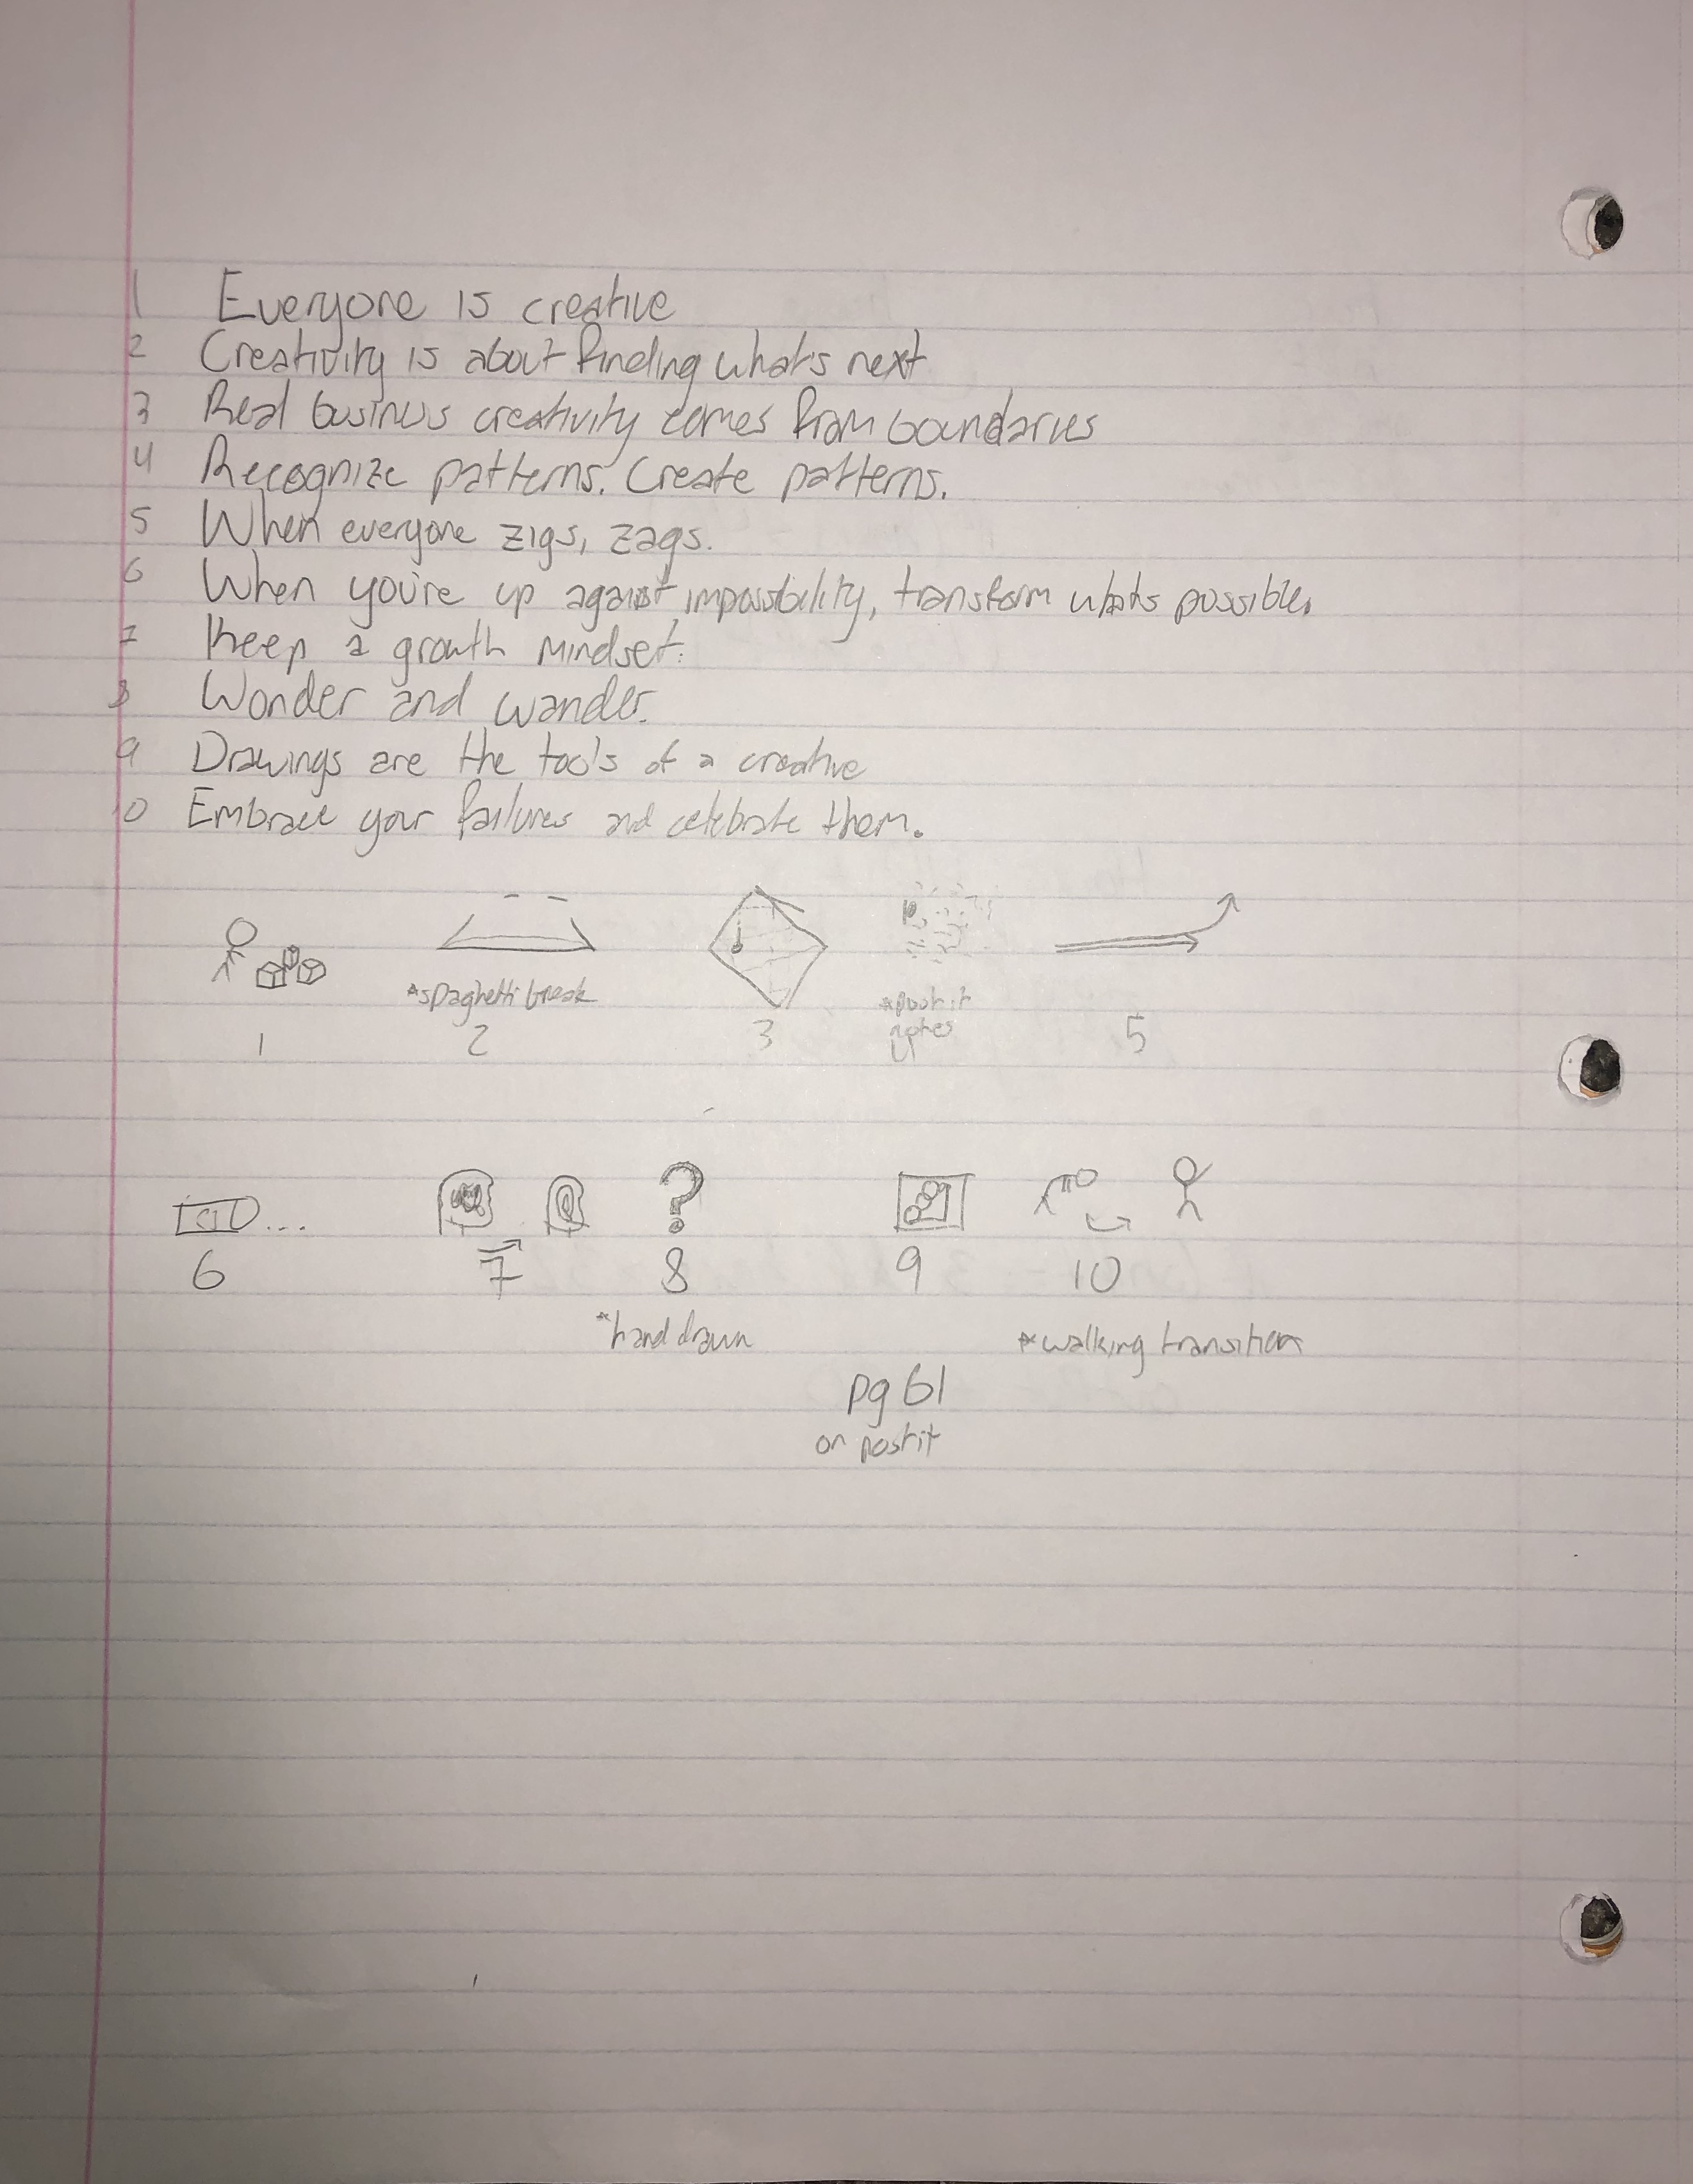 1 Everyone is creative
2 Creativity is about finding what's next
3 Real business creativity comes from boundaries
4 Recognize patterns. Create patterns.
5 When everyone zigs, zags.
6 When you're up against impossibility, transform what's possible.
7 Keep a growth mindset.
8 Wonder and wander.
9 Drawings are the tools of a creative
10 Embrace your failures and celebrate them.
*spaghetti break
*post it
notes
1 2 3 4 5
?
6 7 8 9 10
*hand drawn *walking transition
pg 61
on postit